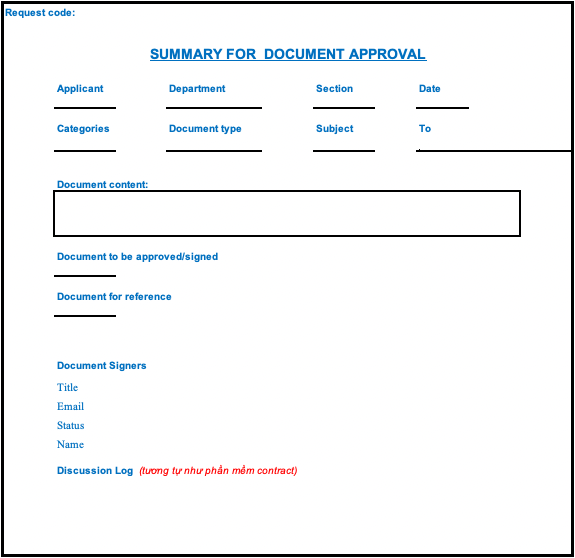 Request code:
SUMMARY FOR DOCUMENT APPROVAL
Applicant Department Section Date
Categories Document type Subject To
Document content:
Document to be approved/signed
Document for reference
Document Signers
Title
Email
Status
Name
Discussion Log (tương tự như phần mềm contract)